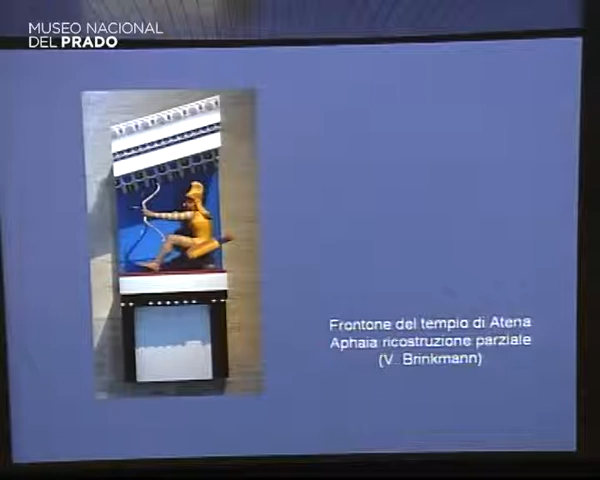 MUSEO NACIONAL
DEL PRADO
Frontone del tempio di Atena
Aphaia ricostruzione parziale
(V. Brinkmann)